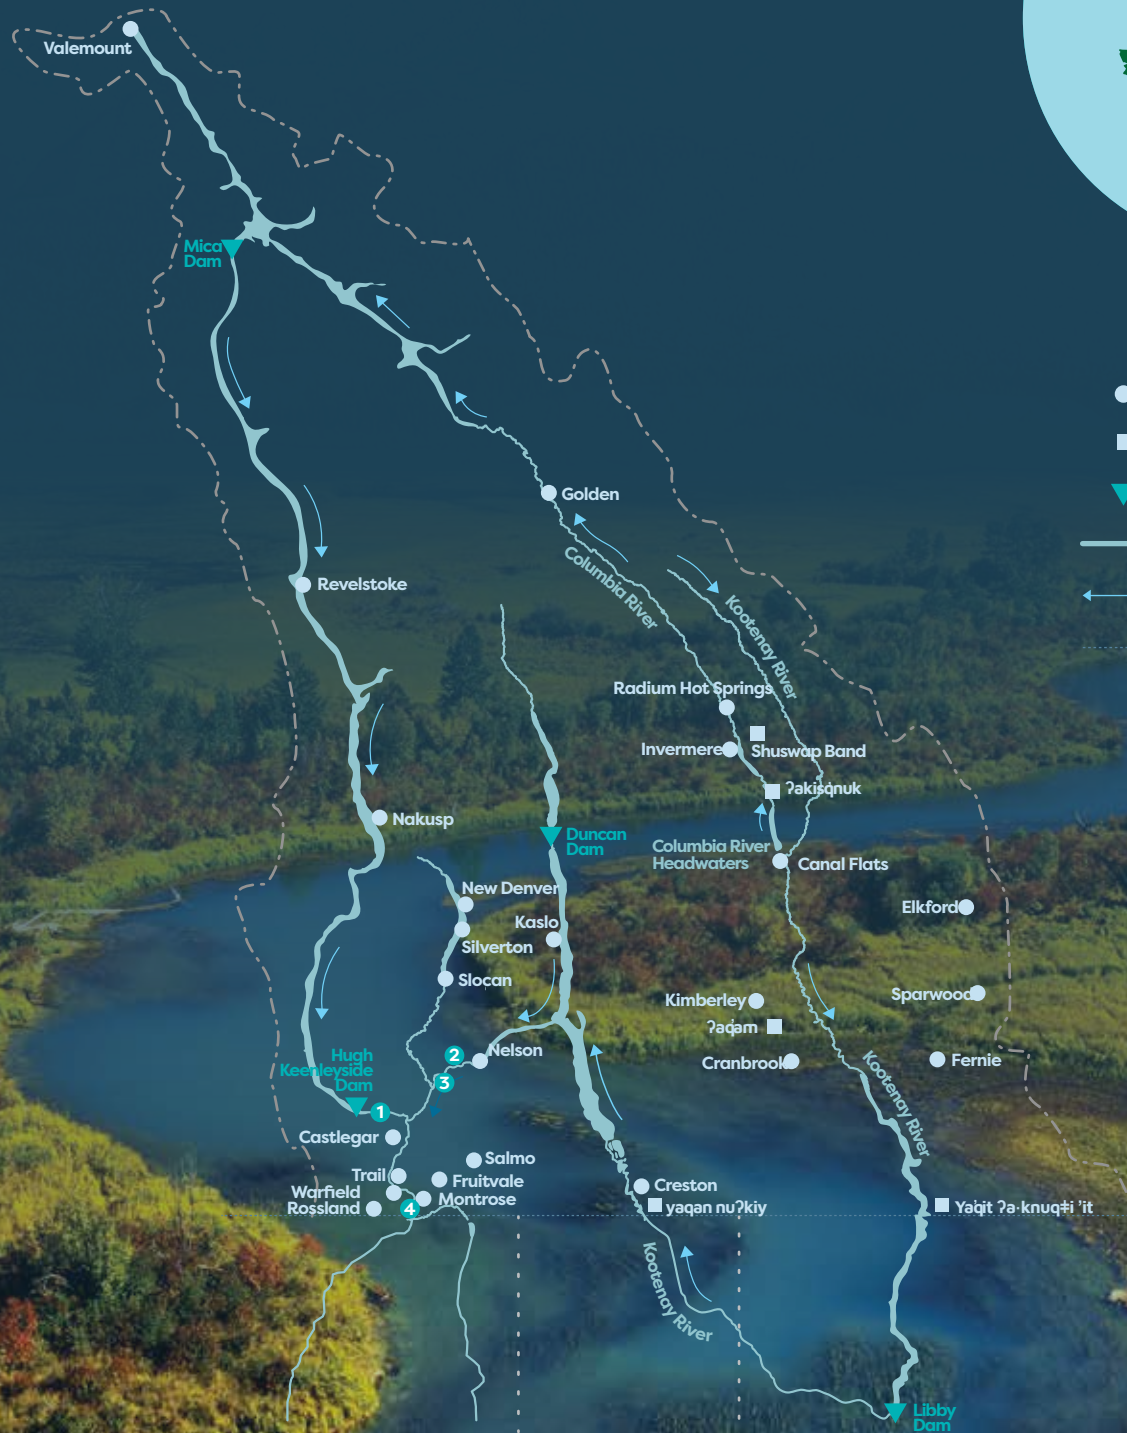 Valemount
Mica
Dam
Golden
Columbia River
Kootenay River
Revelstoke
Radium Hot Springs
Shuswap Band
Invermere
ʔakisq̓nuk
Nakusp
Duncan
Dam
Columbia River
Headwaters
Canal Flats
New Denver
Elkford
Kaslo
Silverton
Slocan
Sparwood
Kimberley
ʔaq̓am
Nelson
2
Hugh
Keenleyside
Dam
3
Cranbrook
Fernie
Kootenay River
1
Castlegar
Salmo
Trail
Fruitvale
Warfield
Montrose
Rossland
4
Creston
yaqan nuʔkiy
Yaq̓it ʔa·knuqⱡi 'it
Kootenay River
Libby
Dam